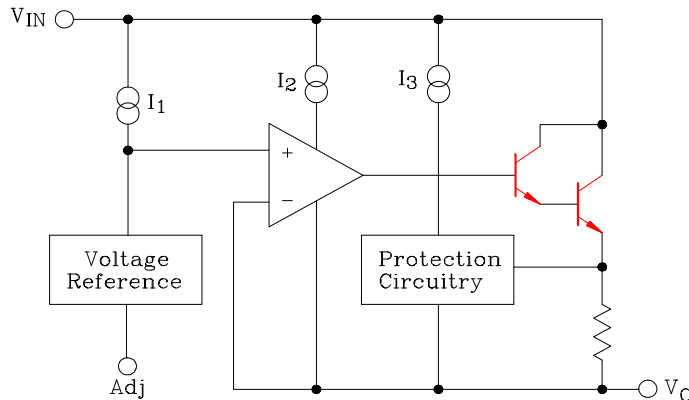 VIN
I1
I2
I3
+
−
Voltage
Reference
Protection
Circuitry
Adj
VO